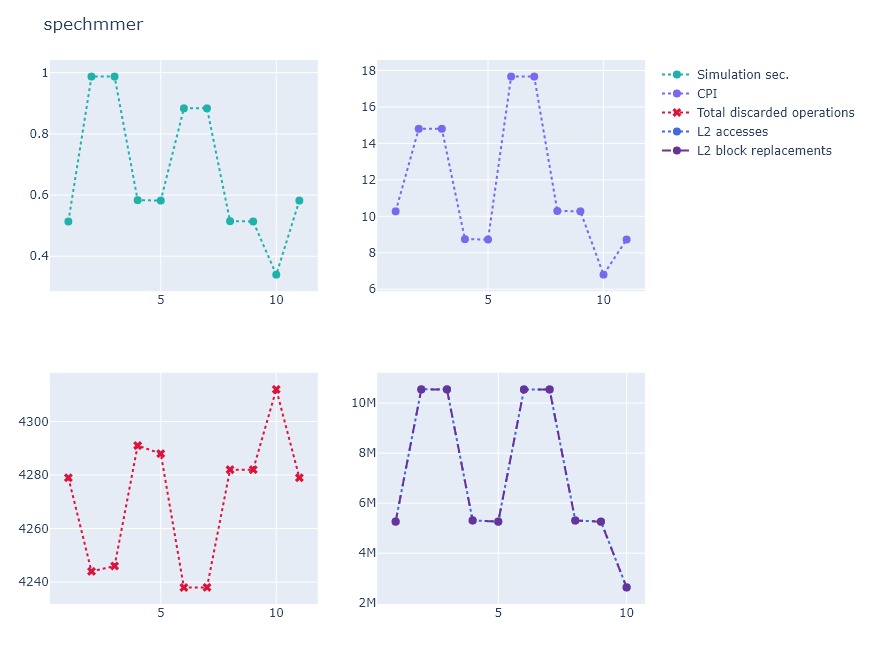 spechmmer
1
0.8
0.6
0.4
5
10
18
16
14
12
10
8
6
5
10
Simulation sec.
CPI
Total discarded operations
L2 accesses
L2 block replacements
4300
4280
4260
4240
5
10
10M
8M
6M
4M
2M
5
10